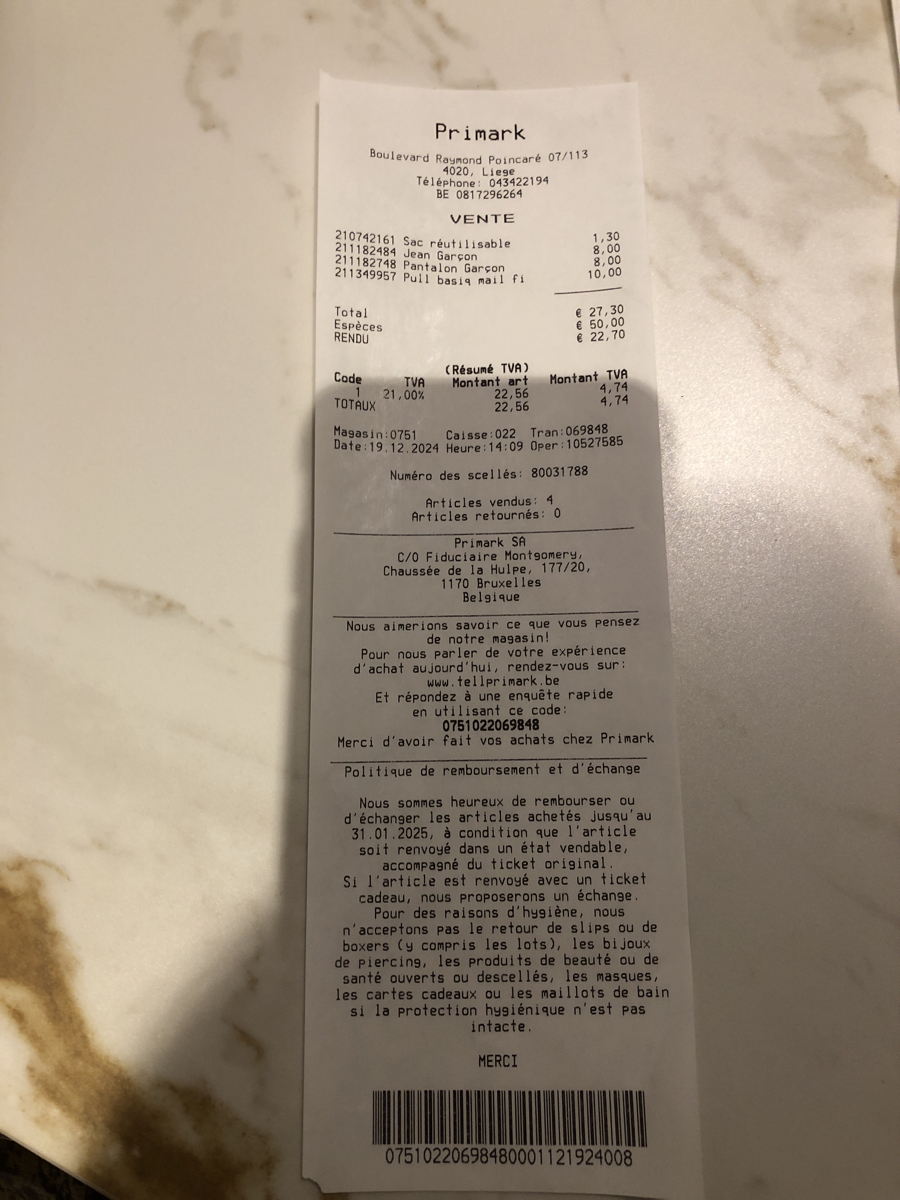 Primark
Boulevard Raymond Poincaré 07/113
4020, Liege
Téléphone: 043422194
BE 0817296264
VENTE
210742161 Sac réutilisable 1,30
211182484 Jean Garçon 8,00
211182748 Pantalon Garçon 8,00
211349957 Pull basiq mail fi 10,00
Total € 27,30
Espèces € 50,00
RENDU € 22,70
(Résumé TVA)
Code TVA Montant art Montant TVA
1 21,00% 22,56 4,74
TOTAUX 22,56 4,74
Magasin:0751 Caisse:022 Tran:069848
Date:19.12.2024 Heure:14:09 Oper:10527585
Numéro des scellés: 80031788
Articles vendus: 4
Articles retournés: 0
Primark SA
C/O Fiduciaire Montgomery,
Chaussée de la Hulpe, 177/20,
1170 Bruxelles
Belgique
Nous aimerions savoir ce que vous pensez
de notre magasin!
Pour nous parler de votre expérience
d'achat aujourd'hui, rendez-vous sur:
www.tellprimark.be
Et répondez à une enquête rapide
en utilisant ce code:
0751022069848
Merci d'avoir fait vos achats chez Primark
Politique de remboursement et d'échange
Nous sommes heureux de rembourser ou
d'échanger les articles achetés jusqu'au
31.01.2025, à condition que l'article
soit renvoyé dans un état vendable,
accompagné du ticket original.
Si l'article est renvoyé avec un ticket
cadeau, nous proposerons un échange.
Pour des raisons d'hygiène, nous
n'acceptons pas le retour de slips ou de
boxers (y compris les lots), les bijoux
de piercing, les produits de beauté ou de
santé ouverts ou descellés, les masques,
les cartes cadeaux ou les maillots de bain
si la protection hygiénique n'est pas
intacte.
MERCI
07510220698480001121924008